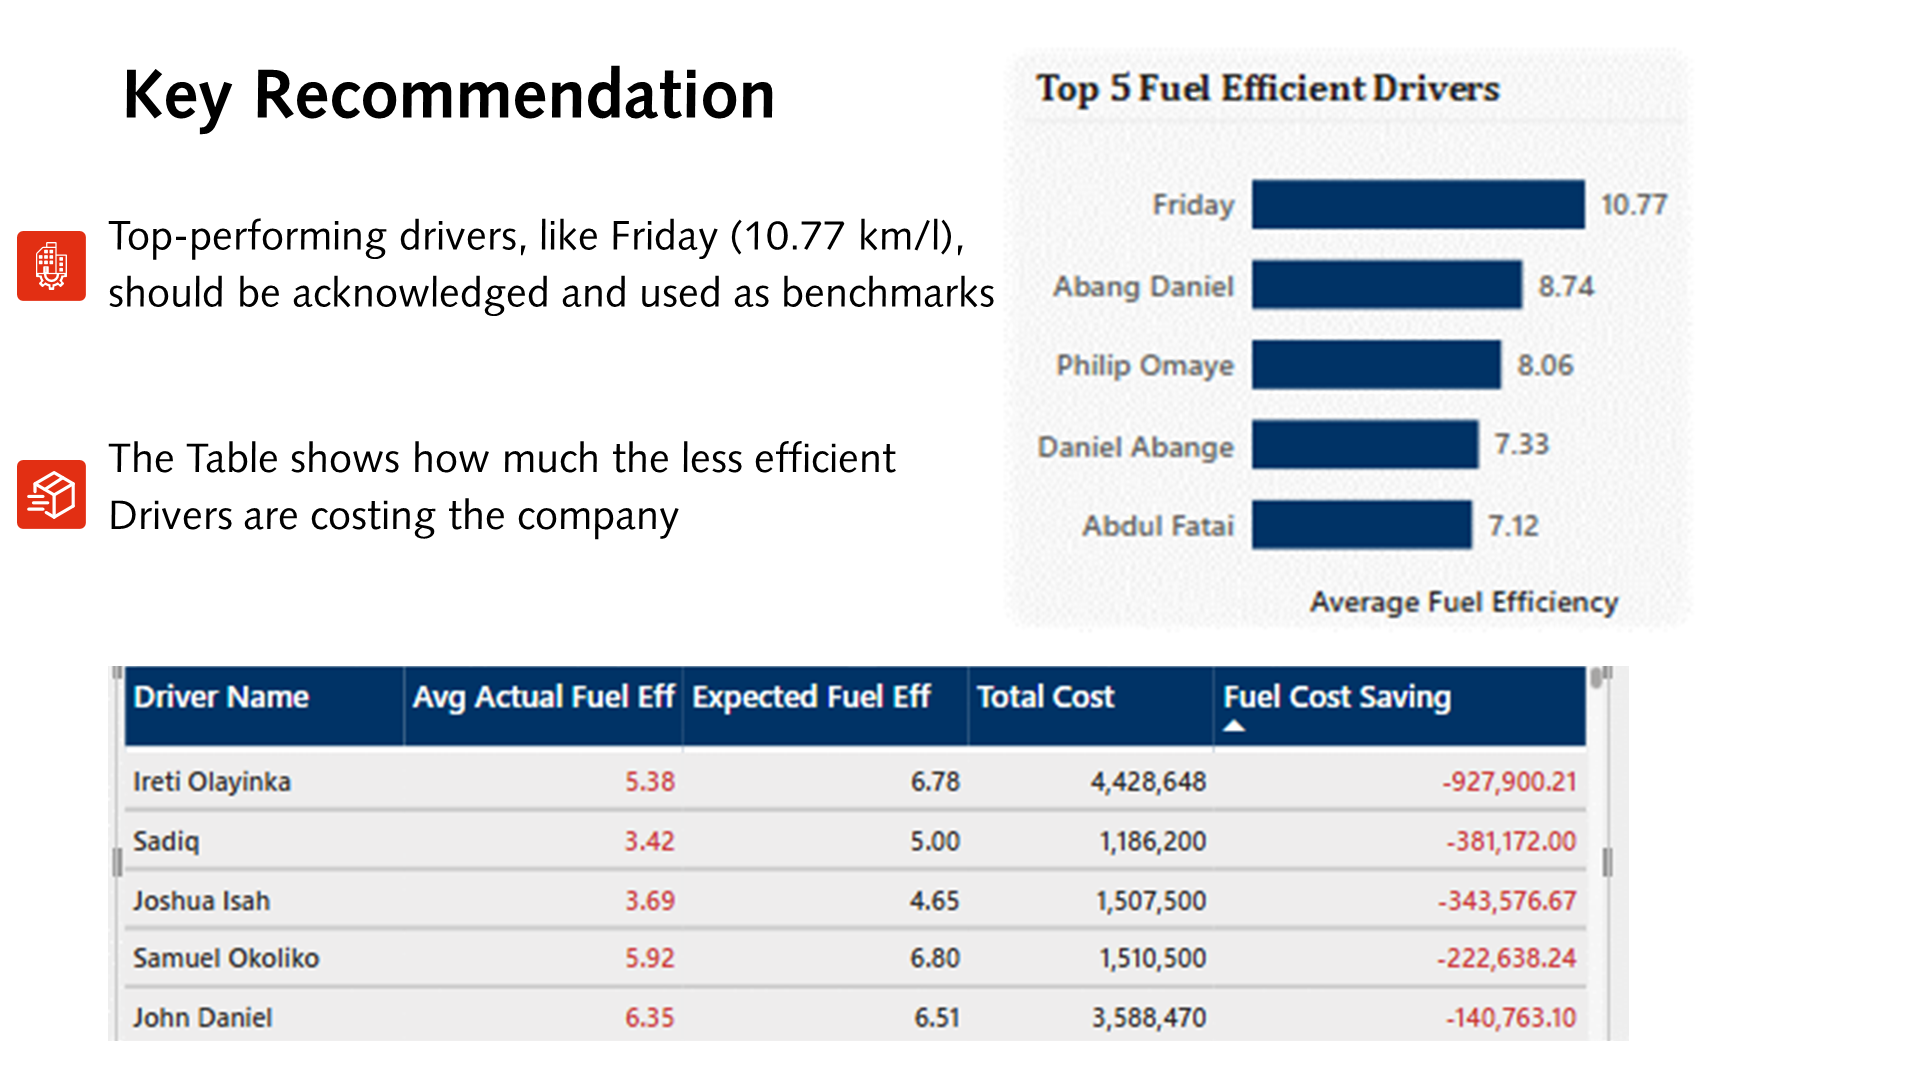 Key Recommendation
Top-performing drivers, like Friday (10.77 km/l),
should be acknowledged and used as benchmarks
The Table shows how much the less efficient
Drivers are costing the company
Top 5 Fuel Efficient Drivers
Friday 10.77
Abang Daniel 8.74
Philip Omaye 8.06
Daniel Abange 7.33
Abdul Fatai 7.12
Average Fuel Efficiency
Driver Name Avg Actual Fuel Eff Expected Fuel Eff Total Cost Fuel Cost Saving
Ireti Olayinka 5.38 6.78 4,428,648 -927,900.21
Sadiq 3.42 5.00 1,186,200 -381,172.00
Joshua Isah 3.69 4.65 1,507,500 -343,576.67
Samuel Okoliko 5.92 6.80 1,510,500 -222,638.24
John Daniel 6.35 6.51 3,588,470 -140,763.10